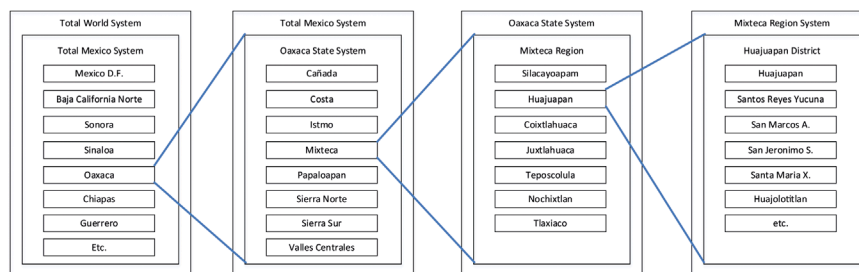 Total World System
Total Mexico System
Mexico D.F.
Baja California Norte
Sonora
Sinaloa
Oaxaca
Chiapas
Guerrero
Etc.
Total Mexico System
Oaxaca State System
Cañada
Costa
Istmo
Mixteca
Papaloapan
Sierra Norte
Sierra Sur
Valles Centrales
Oaxaca State System
Mixteca Region
Silacayoapam
Huajuapan
Coixtlahuaca
Juxtlahuaca
Teposcolula
Nochixtlan
Tlaxiaco
Mixteca Region System
Huajuapan District
Huajuapan
Santos Reyes Yucuna
San Marcos A.
San Jeronimo S.
Santa Maria X.
Huajolotitlan
etc.